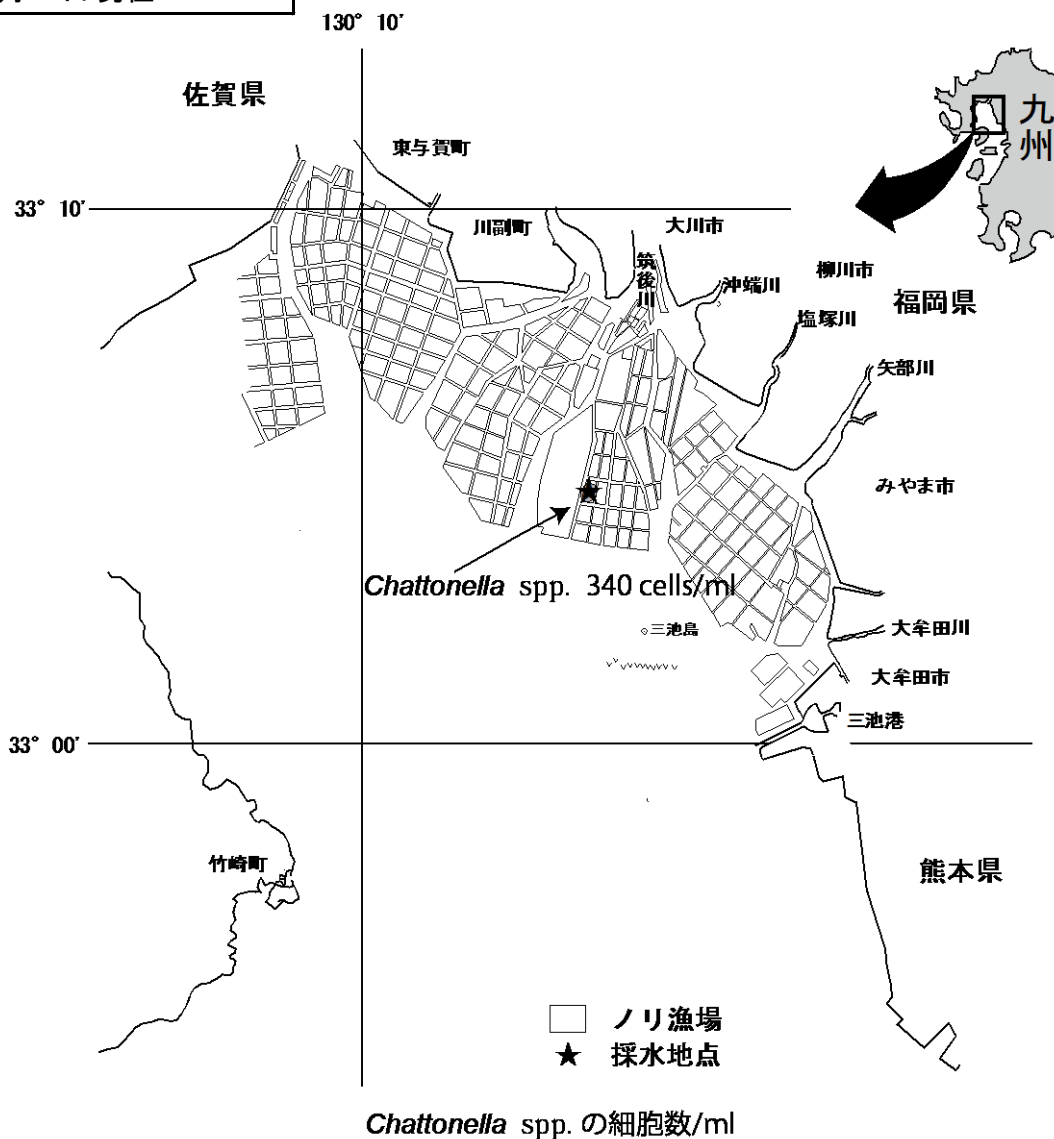 130° 10'
佐賀県
九州
東与賀町
33° 10'
川副町
大川市
筑後川
柳川市
沖端川
福岡県
塩塚川
矢部川
みやま市
Chattonella spp. 340 cells/ml
三池島
大牟田川
大牟田市
三池港
33° 00'
竹崎町
熊本県
ノリ漁場
★ 採水地点
Chattonella spp. の細胞数/ml